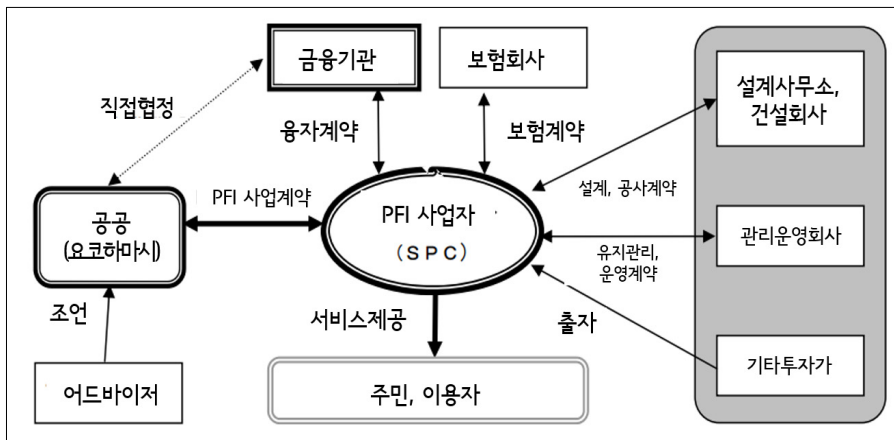 금융기관
보험회사
설계사무소,
건설회사
직접협정
융자계약
보험계약
PFI 사업계약
설계, 공사계약
공공
(요코하마시)
PFI 사업자
(SPC)
유지관리,
운영계약
관리운영회사
조언
서비스제공
출자
어드바이저
주민, 이용자
기타투자가